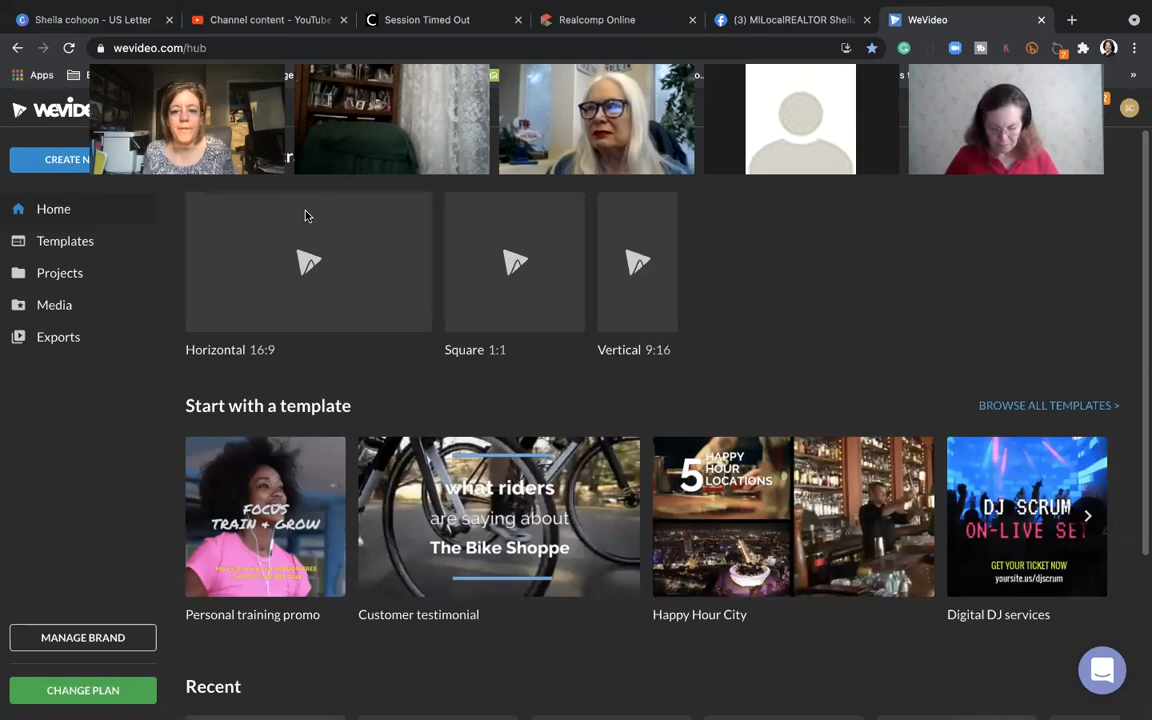 Sheila cohoon - US Letter
Channel content - YouTube
Session Timed Out
Realcomp Online
(3) MILocalREALTOR Sheila
WeVideo
wevideo.com/hub
Apps
wevide
SC
CREATE N
Home
Templates
Projects
Media
Exports
Horizontal 16:9
Square 1:1
Vertical 9:16
Start with a template
BROWSE ALL TEMPLATES >
FOCUS
TRAIN & GROW
what riders
are saying about
The Bike Shoppe
5 HAPPY
HOUR
LOCATIONS
DJ SCRUM
ON-LIVE SET
GET YOUR TICKET NOW
yoursite.us/djscrum
Personal training promo
Customer testimonial
Happy Hour City
Digital DJ services
MANAGE BRAND
CHANGE PLAN
Recent